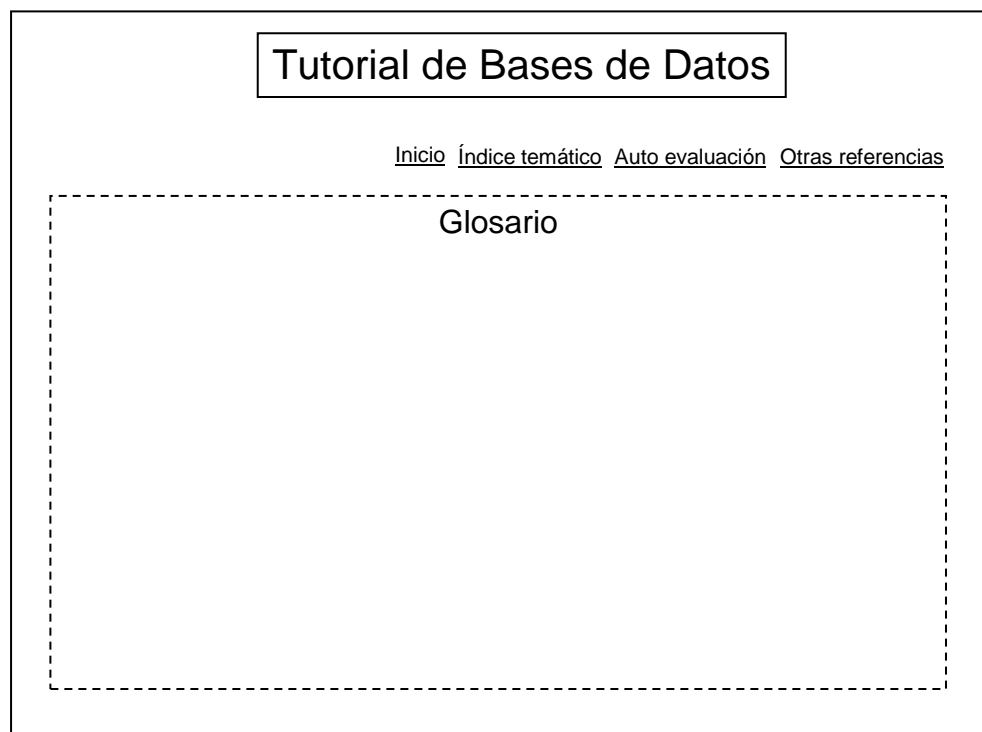 Tutorial de Bases de Datos
Inicio Índice temático Auto evaluación Otras referencias
Glosario